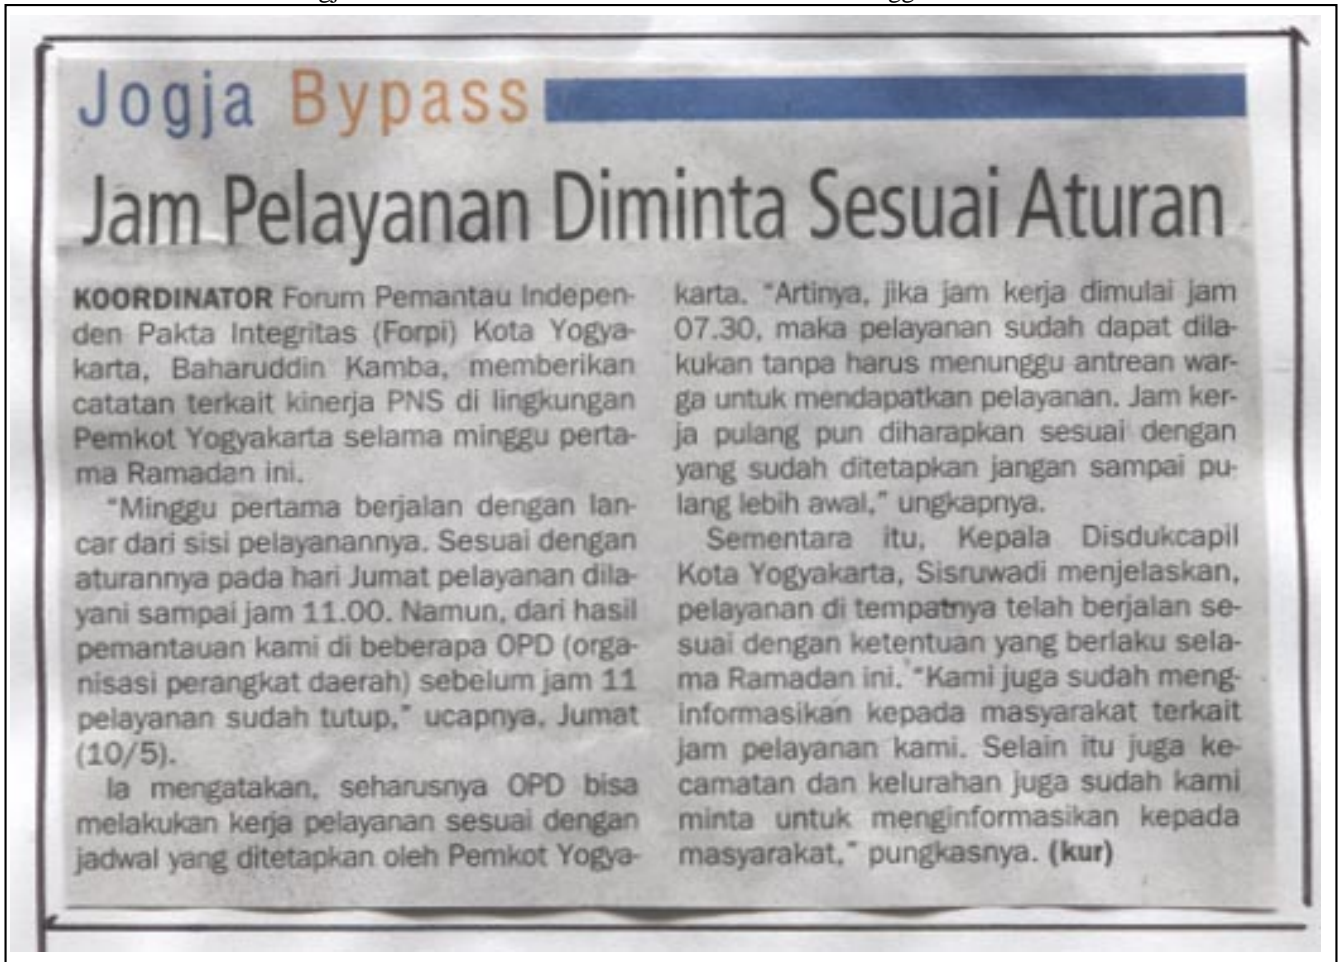 Jogja Bypass
Jam Pelayanan Diminta Sesuai Aturan
KOORDINATOR Forum Pemantau Indepen-
den Pakta Integritas (Forpi) Kota Yogya-
karta, Baharuddin Kamba, memberikan
catatan terkait kinerja PNS di lingkungan
Pemkot Yogyakarta selama minggu perta-
ma Ramadan ini.
"Minggu pertama berjalan dengan lan-
car dari sisi pelayanannya. Sesuai dengan
aturannya pada hari Jumat pelayanan dila-
yani sampai jam 11.00. Namun, dari hasil
pemantauan kami di beberapa OPD (orga-
nisasi perangkat daerah) sebelum jam 11
pelayanan sudah tutup," ucapnya, Jumat
(10/5).
Ia mengatakan, seharusnya OPD bisa
melakukan kerja pelayanan sesuai dengan
jadwal yang ditetapkan oleh Pemkot Yogya-
karta. "Artinya, jika jam kerja dimulai jam
07.30, maka pelayanan sudah dapat dila-
kukan tanpa harus menunggu antrean war-
ga untuk mendapatkan pelayanan. Jam ker-
ja pulang pun diharapkan sesuai dengan
yang sudah ditetapkan jangan sampai pu-
lang lebih awal," ungkapnya.
Sementara itu, Kepala Disdukcapil
Kota Yogyakarta, Sisruwadi menjelaskan,
pelayanan di tempatnya telah berjalan se-
suai dengan ketentuan yang berlaku sela-
ma Ramadan ini. "Kami juga sudah meng-
informasikan kepada masyarakat terkait
jam pelayanan kami. Selain itu juga ke-
camatan dan kelurahan juga sudah kami
minta untuk menginformasikan kepada
masyarakat," pungkasnya. (kur)